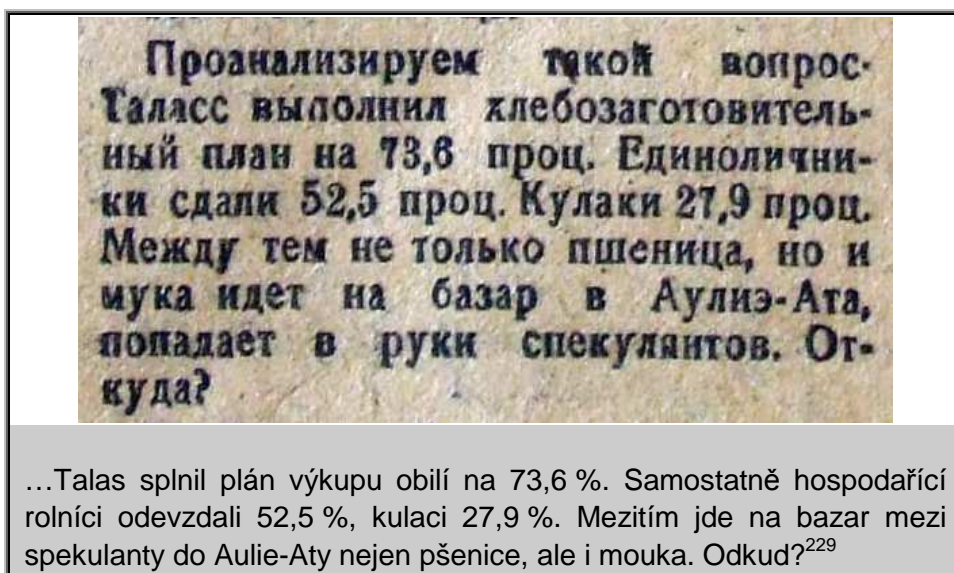 Проанализируем такой вопрос.
Таласс выполнил хлебозаготовитель-
ный план на 73,6 проц. Единолични-
ки сдали 52,5 проц. Кулаки 27,9 проц.
Между тем не только пшеница, но и
мука идет на базар в Аулиэ-Ата,
попадает в руки спекулянтов. От-
куда?
…Talas splnil plán výkupu obilí na 73,6 %. Samostatně hospodařící
rolníci odevzdali 52,5 %, kulaci 27,9 %. Mezitím jde na bazar mezi
spekulanty do Aulie-Aty nejen pšenice, ale i mouka. Odkud?229